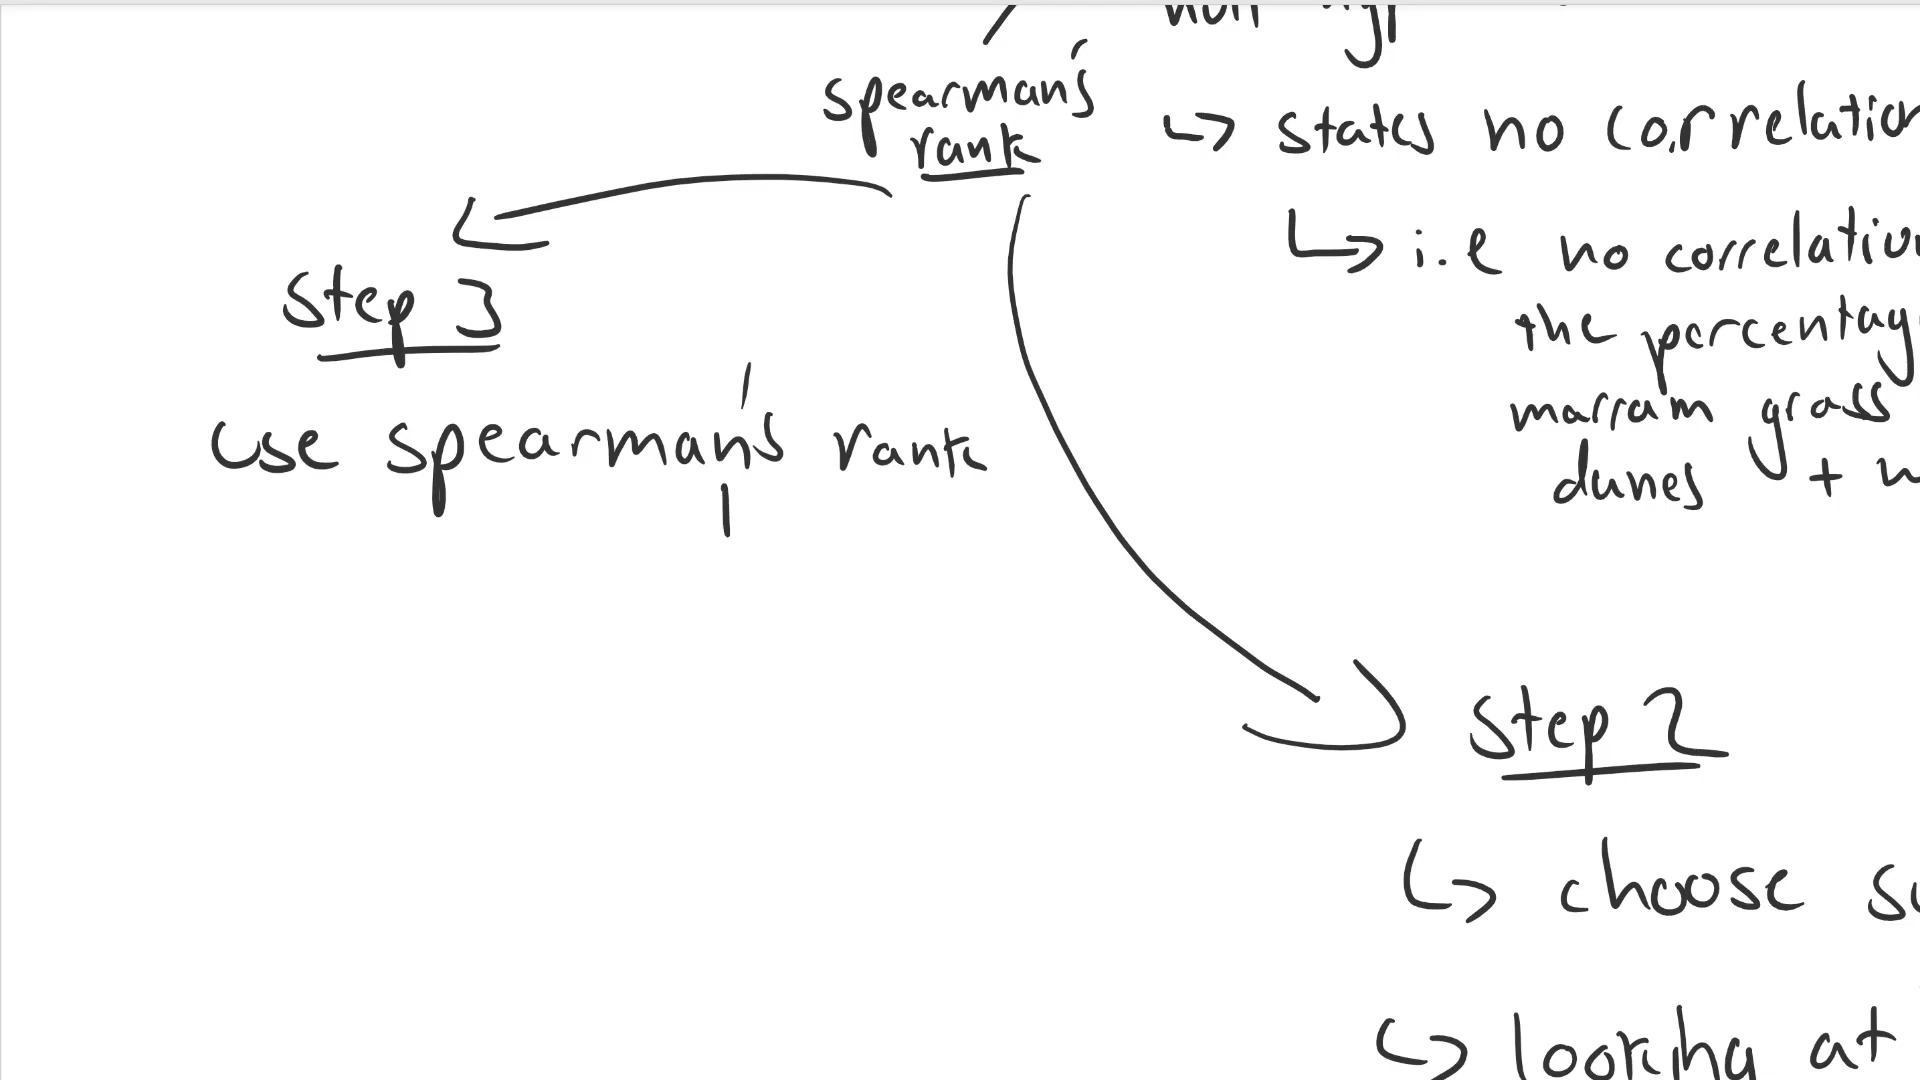 spearman's
rank
↳ states no correlation
↳ i.e no correlation
the percentag
marram grass
dunes +
Step 3
use spearman's rank
Step 2
↳ choose
↳ looking at